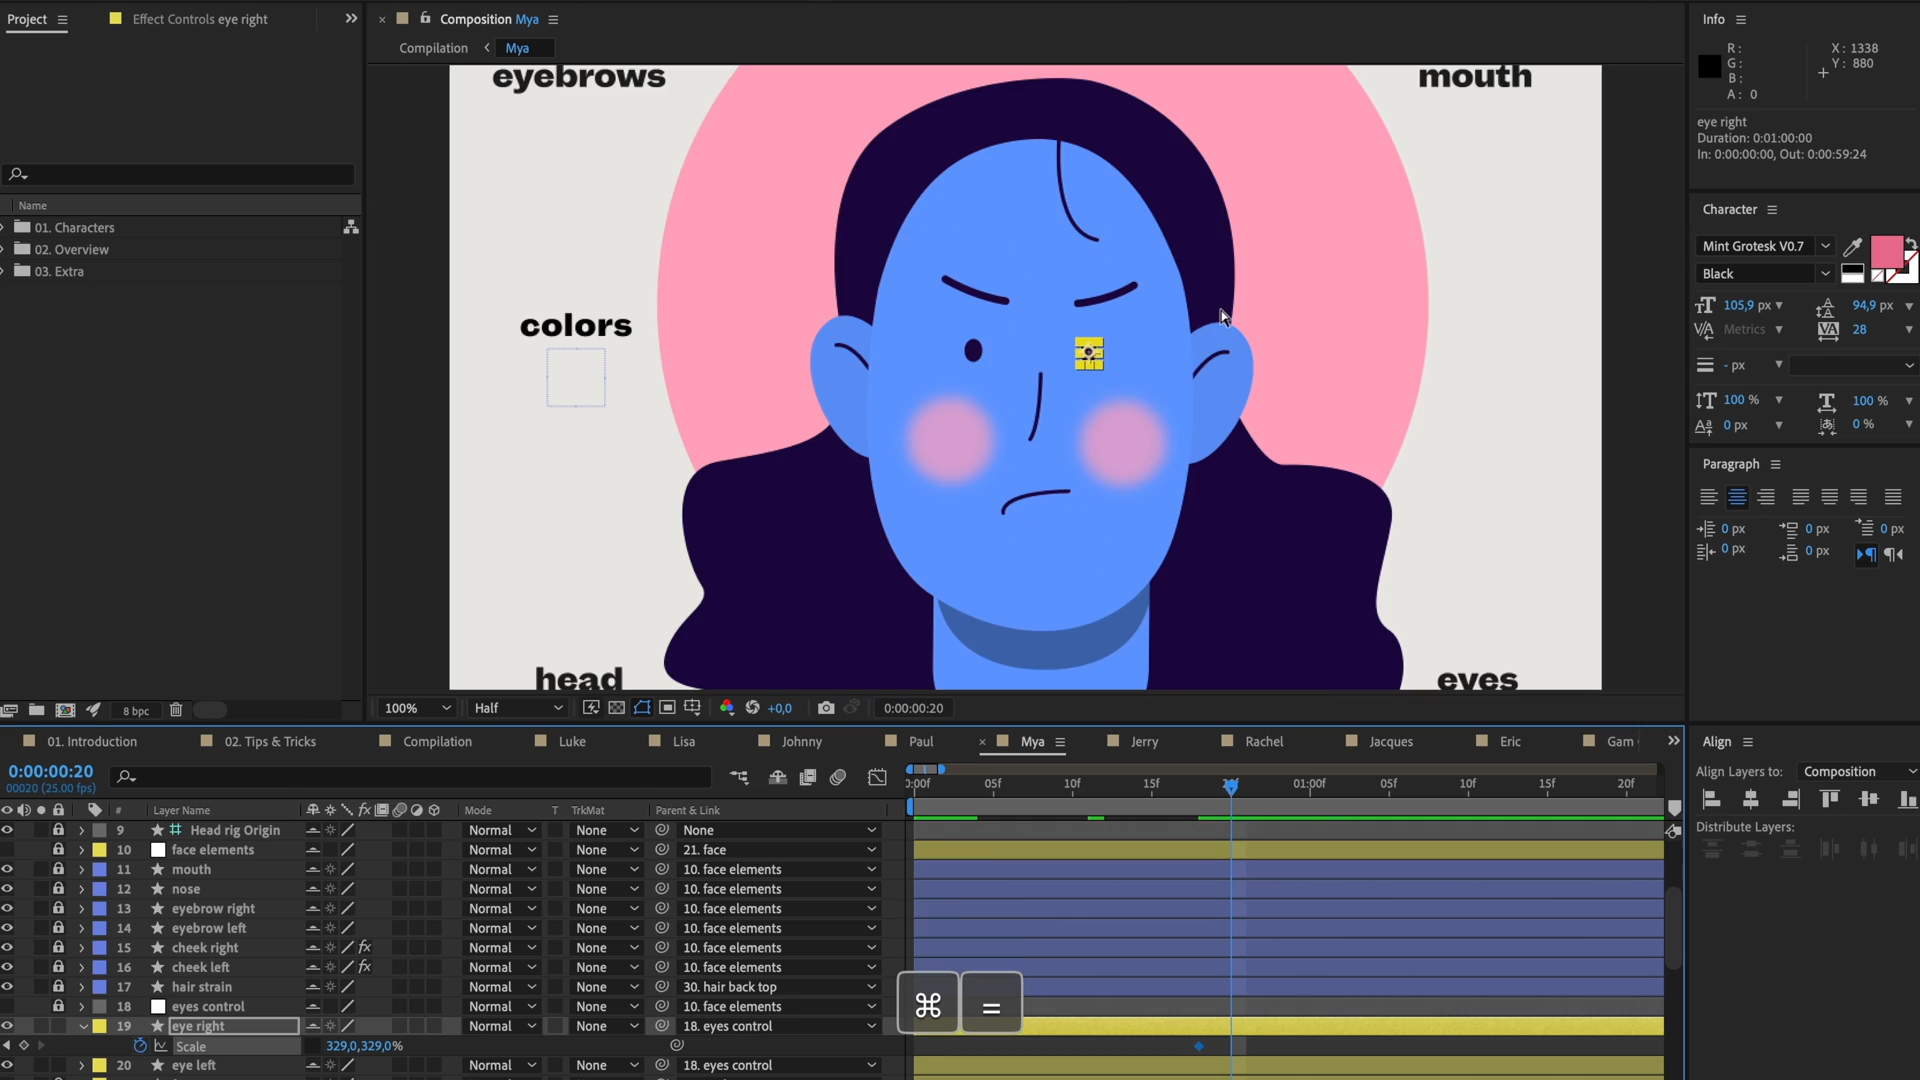 Project
Effect Controls eye right
Composition Mya
Compilation
Mya
Name
01. Characters
02. Overview
03. Extra
eyebrows
mouth
colors
head
eyes
8 bpc
100%
Half
+0,0
0:00:00:20
Info
R:
G:
B:
A: 0
X: 1338
Y: 880
eye right
Duration: 0:01:00:00
In: 0:00:00:00, Out: 0:00:59:24
Character
Mint Grotesk V0.7
Black
105,9 px
94,9 px
Metrics
28
- px
100 %
100 %
0 px
0 %
Paragraph
0 px
0 px
0 px
0 px
0 px
01. Introduction
02. Tips & Tricks
Compilation
Luke
Lisa
Johnny
Paul
Mya
Jerry
Rachel
Jacques
Eric
Gam
0:00:00:20
00020 (25.00 fps)
05f
10f
15f
01:00f
05f
10f
15f
20f
# Layer Name fx Mode T TrkMat Parent & Link
9 Head rig Origin Normal None None
10 face elements Normal None 21. face
11 mouth Normal None 10. face elements
12 nose Normal None 10. face elements
13 eyebrow right Normal None 10. face elements
14 eyebrow left Normal None 10. face elements
15 cheek right fx Normal None 10. face elements
16 cheek left fx Normal None 10. face elements
17 hair strain Normal None 30. hair back top
18 eyes control Normal None 10. face elements
19 eye right Normal None 18. eyes control
Scale 329,0,329,0%
20 eye left Normal None 18. eyes control
⌘ =
Align
Align Layers to: Composition
Distribute Layers: